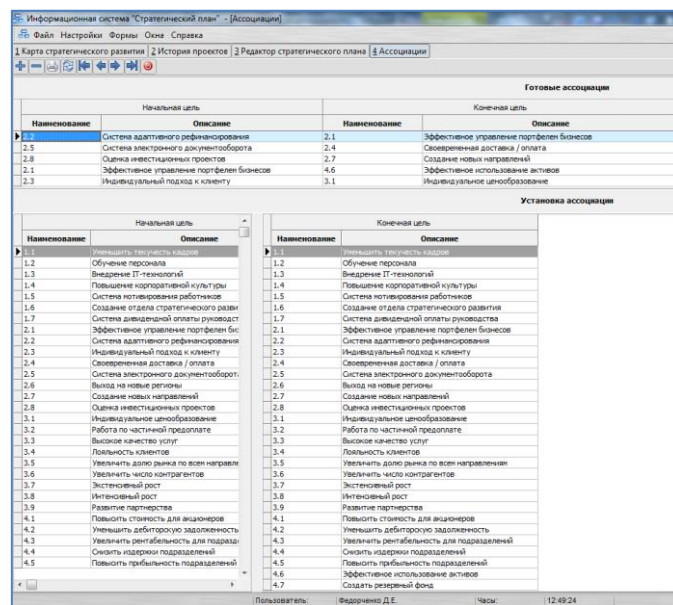 Информационная система "Стратегический план" - [Ассоциации]
Файл Настройки Формы Окна Справка
1 Карта стратегического развития 2 История проектов 3 Редактор стратегического плана 4 Ассоциации
Готовые ассоциации
Начальная цель Конечная цель
Наименование Описание Наименование Описание
2.2 Система адаптивного рефинансирования 2.1 Эффективное управление портфелем бизнесов
2.5 Система электронного документооборота 2.4 Своевременная доставка / оплата
2.8 Оценка инвестиционных проектов 2.7 Создание новых направлений
2.1 Эффективное управление портфелем бизнесов 4.6 Эффективное использование активов
2.3 Индивидуальный подход к клиенту 3.1 Индивидуальное ценообразование
Установка ассоциации
Начальная цель Конечная цель
Наименование Описание Наименование Описание
1.1 Уменьшить текучесть кадров 1.1 Уменьшить текучесть кадров
1.2 Обучение персонала 1.2 Обучение персонала
1.3 Внедрение IT-технологий 1.3 Внедрение IT-технологий
1.4 Повышение корпоративной культуры 1.4 Повышение корпоративной культуры
1.5 Система мотивирования работников 1.5 Система мотивирования работников
1.6 Создание отдела стратегического разви 1.6 Создание отдела стратегического развития
1.7 Система дивидендной оплаты руководст 1.7 Система дивидендной оплаты руководства
2.1 Эффективное управление портфелем биз 2.1 Эффективное управление портфелем бизнесов
2.2 Система адаптивного рефинансирования 2.2 Система адаптивного рефинансирования
2.3 Индивидуальный подход к клиенту 2.3 Индивидуальный подход к клиенту
2.4 Своевременная доставка / оплата 2.4 Своевременная доставка / оплата
2.5 Система электронного документооборота 2.5 Система электронного документооборота
2.6 Выход на новые регионы 2.6 Выход на новые регионы
2.7 Создание новых направлений 2.7 Создание новых направлений
2.8 Оценка инвестиционных проектов 2.8 Оценка инвестиционных проектов
3.1 Индивидуальное ценообразование 3.1 Индивидуальное ценообразование
3.2 Работа по частичной предоплате 3.2 Работа по частичной предоплате
3.3 Высокое качество услуг 3.3 Высокое качество услуг
3.4 Лояльность клиентов 3.4 Лояльность клиентов
3.5 Увеличить долю рынка по всем направле 3.5 Увеличить долю рынка по всем направлениям
3.6 Увеличить число контрагентов 3.6 Увеличить число контрагентов
3.7 Экстенсивный рост 3.7 Экстенсивный рост
3.8 Интенсивный рост 3.8 Интенсивный рост
3.9 Развитие партнерства 3.9 Развитие партнерства
4.1 Повысить стоимость для акционеров 4.1 Повысить стоимость для акционеров
4.2 Уменьшить дебиторскую задолженность 4.2 Уменьшить дебиторскую задолженность
4.3 Увеличить рентабельность для подразд 4.3 Увеличить рентабельность для подразделений
4.4 Снизить издержки подразделений 4.4 Снизить издержки подразделений
4.5 Повысить прибыльность подразделений 4.5 Повысить прибыльность подразделений
4.6 Эффективное использование активов
4.7 Создать резервный фонд
Пользователь: Федорченко Д.Е. Часы: 12:49:24